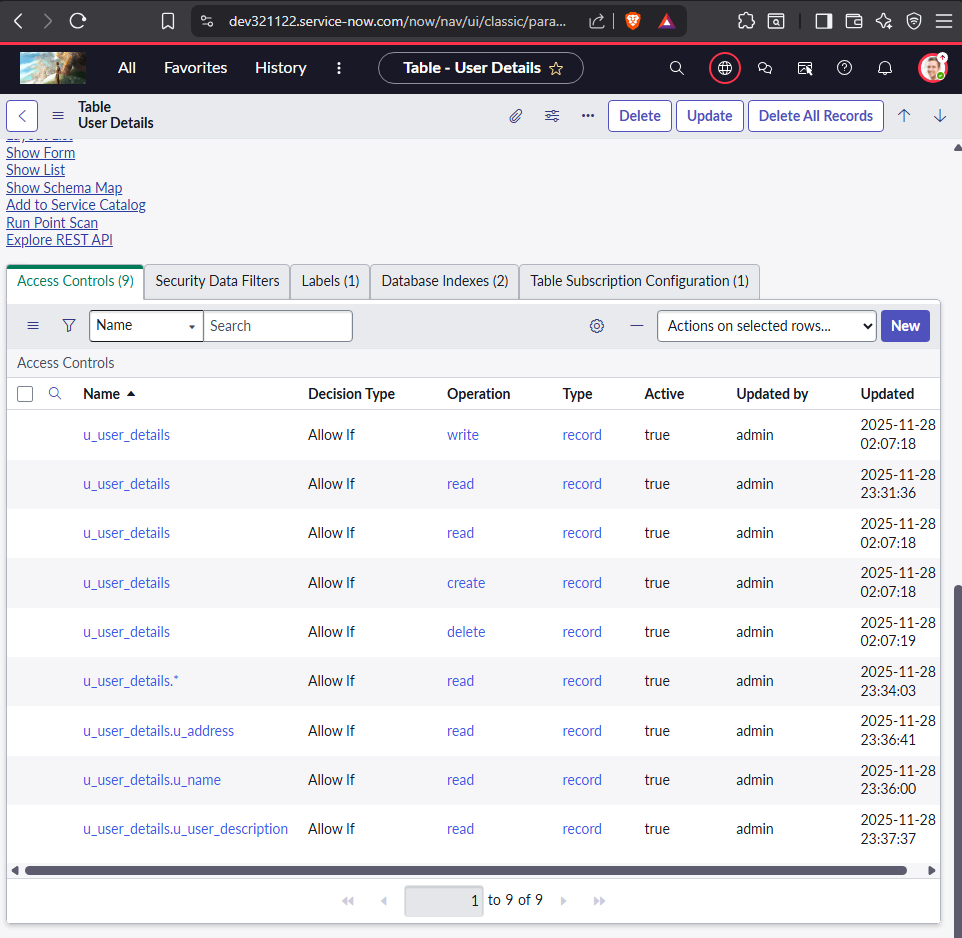 dev321122.service-now.com/now/nav/ui/classic/para...
All Favorites History Table - User Details
Table
User Details
Delete Update Delete All Records
Layout List
Show Form
Show List
Show Schema Map
Add to Service Catalog
Run Point Scan
Explore REST API
Access Controls (9) Security Data Filters Labels (1) Database Indexes (2) Table Subscription Configuration (1)
Name Search Actions on selected rows... New
Access Controls
Name Decision Type Operation Type Active Updated by Updated
u_user_details Allow If write record true admin 2025-11-28 02:07:18
u_user_details Allow If read record true admin 2025-11-28 23:31:36
u_user_details Allow If read record true admin 2025-11-28 02:07:18
u_user_details Allow If create record true admin 2025-11-28 02:07:18
u_user_details Allow If delete record true admin 2025-11-28 02:07:19
u_user_details.* Allow If read record true admin 2025-11-28 23:34:03
u_user_details.u_address Allow If read record true admin 2025-11-28 23:36:41
u_user_details.u_name Allow If read record true admin 2025-11-28 23:36:00
u_user_details.u_user_description Allow If read record true admin 2025-11-28 23:37:37
1 to 9 of 9